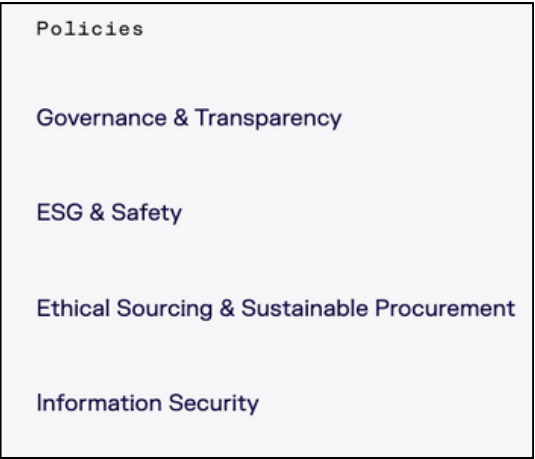 Policies
Governance & Transparency
ESG & Safety
Ethical Sourcing & Sustainable Procurement
Information Security